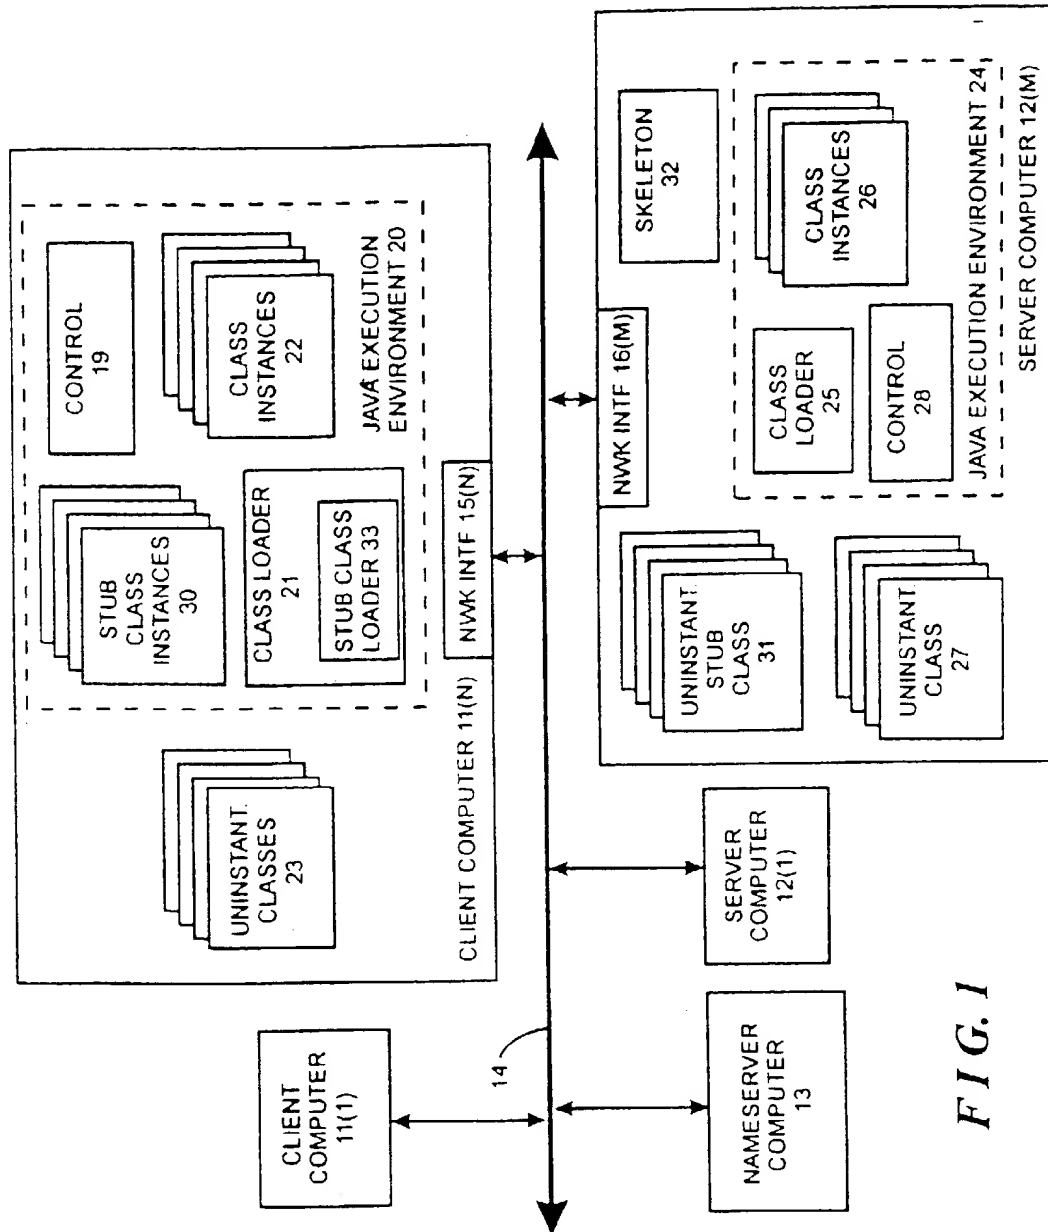 CLIENT
COMPUTER
11(1)
14
NAMESERVER
COMPUTER
13
SERVER
COMPUTER
12(1)
CLIENT COMPUTER 11(N)
UNINSTANT.
CLASSES
23
STUB
CLASS
INSTANCES
30
CONTROL
19
CLASS LOADER
21
STUB CLASS
LOADER 33
CLASS
INSTANCES
22
JAVA EXECUTION
ENVIRONMENT 20
NWK INTF 15(N)
NWK INTF 16(M)
UNINSTANT.
STUB
CLASS
31
UNINSTANT.
CLASS
27
SKELETON
32
CLASS
LOADER
25
CLASS
INSTANCES
26
CONTROL
28
JAVA EXECUTION ENVIRONMENT 24
SERVER COMPUTER 12(M)
FIG. 1